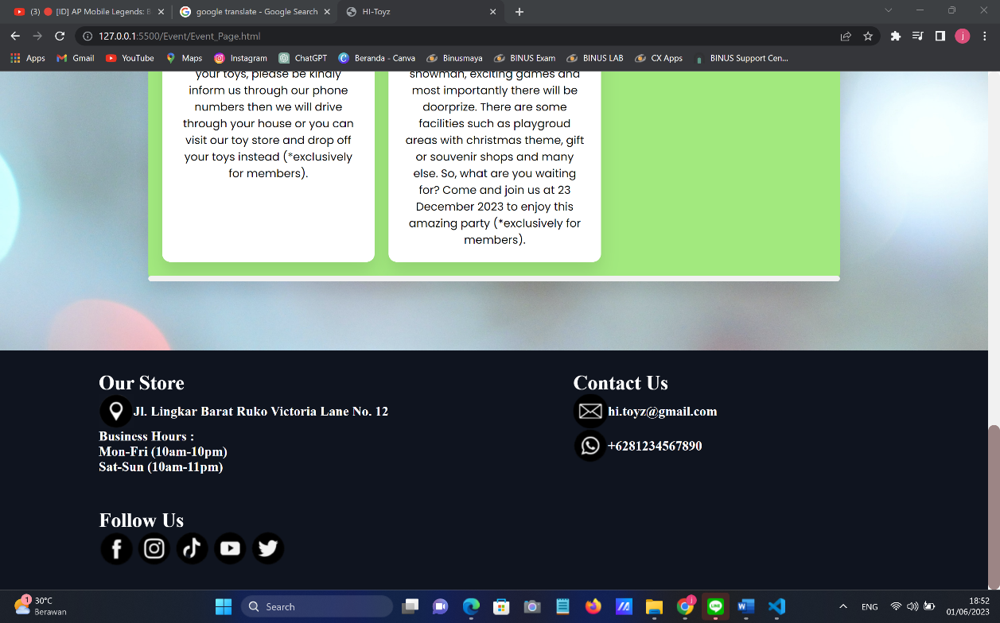 (3) 🔴 [ID] AP Mobile Legends: B
google translate - Google Search
HI-Toyz
127.0.0.1:5500/Event/Event_Page.html
j
Apps
Gmail
YouTube
Maps
Instagram
ChatGPT
Beranda - Canva
Binusmaya
BINUS Exam
BINUS LAB
CX Apps
BINUS Support Cen...
your toys, please be kindly
inform us through our phone
numbers then we will drive
through your house or you can
visit our toy store and drop off
your toys instead (*exclusively
for members).
snowman, exciting games and
most importantly there will be
doorprize. There are some
facilities such as playgroud
areas with christmas theme, gift
or souvenir shops and many
else. So, what are you waiting
for? Come and join us at 23
December 2023 to enjoy this
amazing party (*exclusively for
members).
Our Store
Jl. Lingkar Barat Ruko Victoria Lane No. 12
Business Hours :
Mon-Fri (10am-10pm)
Sat-Sun (10am-11pm)
Contact Us
hi.toyz@gmail.com
+6281234567890
Follow Us
1
30°C
Berawan
Search
ENG
18:52
01/06/2023